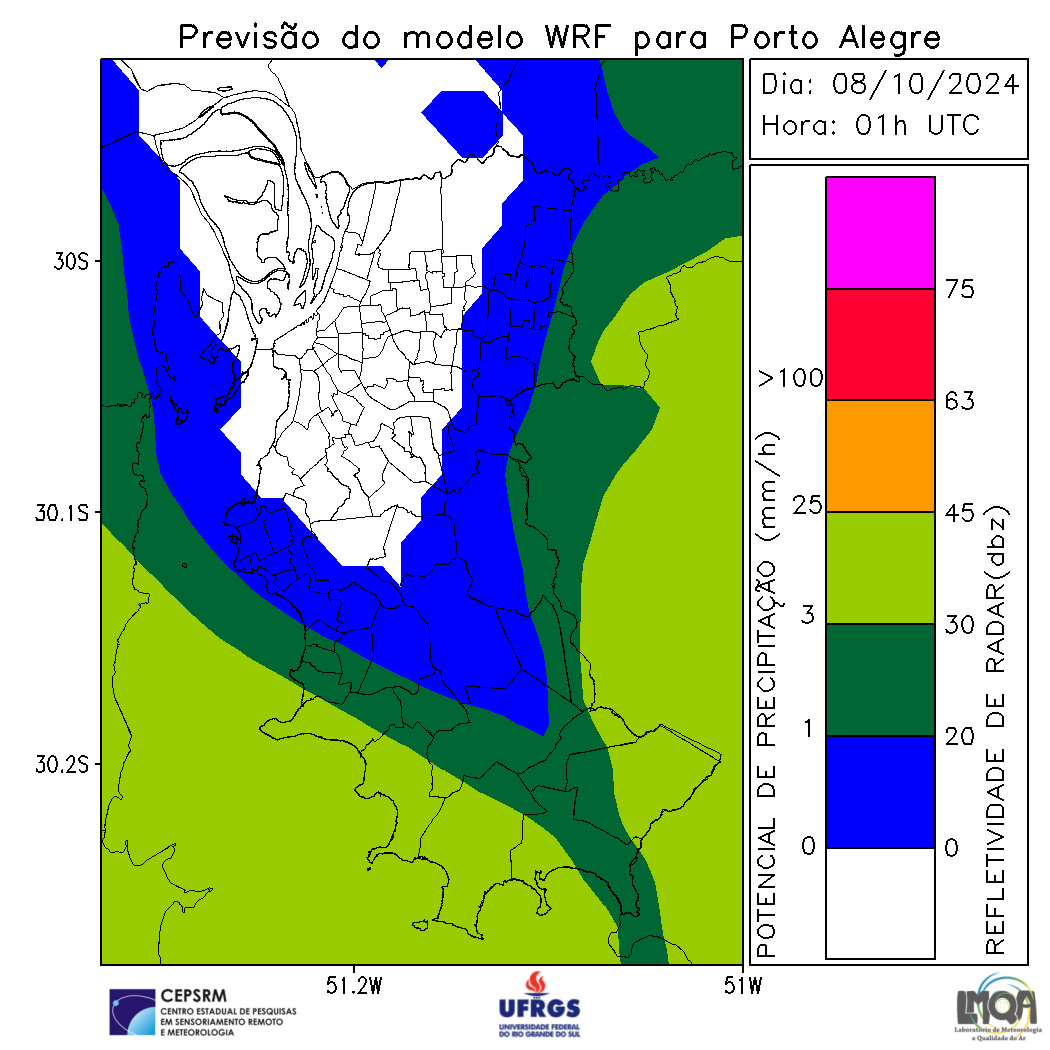 Previsão do modelo WRF para Porto Alegre
Dia: 08/10/2024
Hora: 01h UTC
30S
30.1S
30.2S
51.2W
51W
POTENCIAL DE PRECIPITAÇÃO (mm/h)
>100
25
3
1
0
75
63
45
30
20
0
REFLETIVIDADE DE RADAR(dbz)
CEPSRM
CENTRO ESTADUAL DE PESQUISAS
EM SENSORIAMENTO REMOTO
E METEOROLOGIA
UFRGS
UNIVERSIDADE FEDERAL
DO RIO GRANDE DO SUL
LMQA
Laboratório de Meteorologia
e Qualidade do Ar